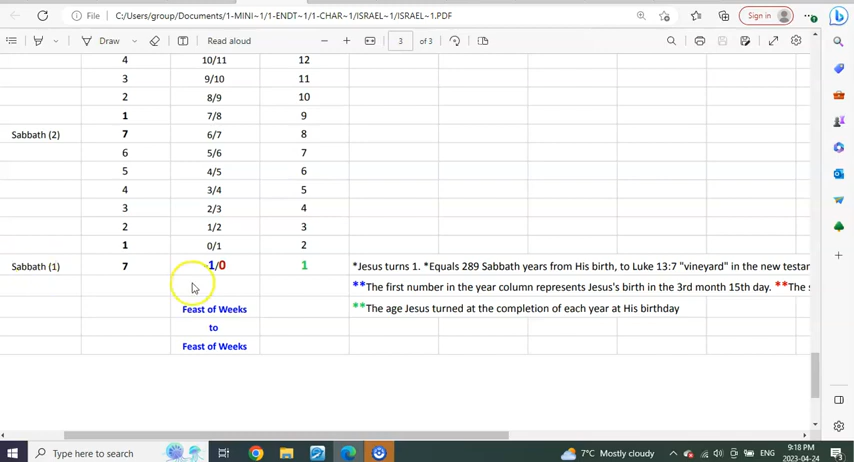 File C:/Users/group/Documents/1-MINI~1/1-ENDT~1/1-CHAR~1/ISRAEL~1/ISRAEL~1.PDF Sign in
Draw Read aloud 3 of 3
4 10/11 12
3 9/10 11
2 8/9 10
1 7/8 9
Sabbath (2) 7 6/7 8
6 5/6 7
5 4/5 6
4 3/4 5
3 2/3 4
2 1/2 3
1 0/1 2
Sabbath (1) 7 -1/0 1 *Jesus turns 1. *Equals 289 Sabbath years from His birth, to Luke 13:7 "vineyard" in the new testar
**The first number in the year column represents Jesus's birth in the 3rd month 15th day. **The s
Feast of Weeks **The age Jesus turned at the completion of each year at His birthday
to
Feast of Weeks
Type here to search 7°C Mostly cloudy ENG 9:18 PM
2023-04-24